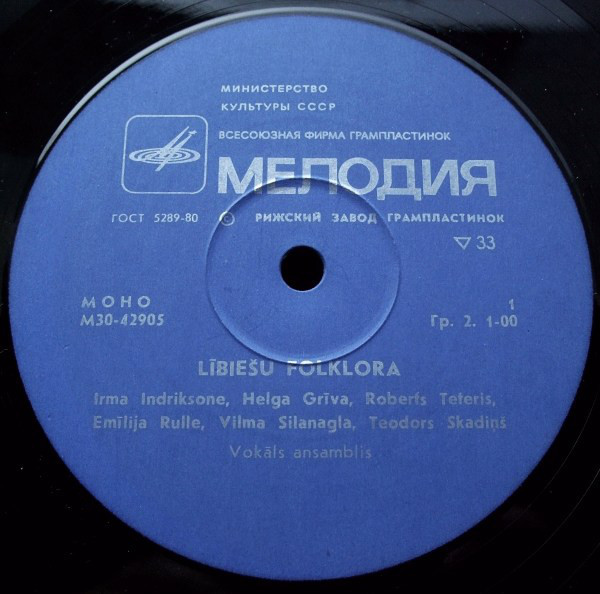 МИНИСТЕРСТВО
КУЛЬТУРЫ СССР
ВСЕСОЮЗНАЯ ФИРМА ГРАМПЛАСТИНОК
МЕЛОДИЯ
ГОСТ 5289-80 © РИЖСКИЙ ЗАВОД ГРАМПЛАСТИНОК
▽ 33
МОНО 1
М30-42905 Гр. 2. 1-00
LĪBIEŠU FOLKLORA
Irma Indriksone, Helga Grīva, Roberts Teteris,
Emīlija Rulle, Vilma Sīlanagla, Teodors Skadiņš
Vokāls ansamblis